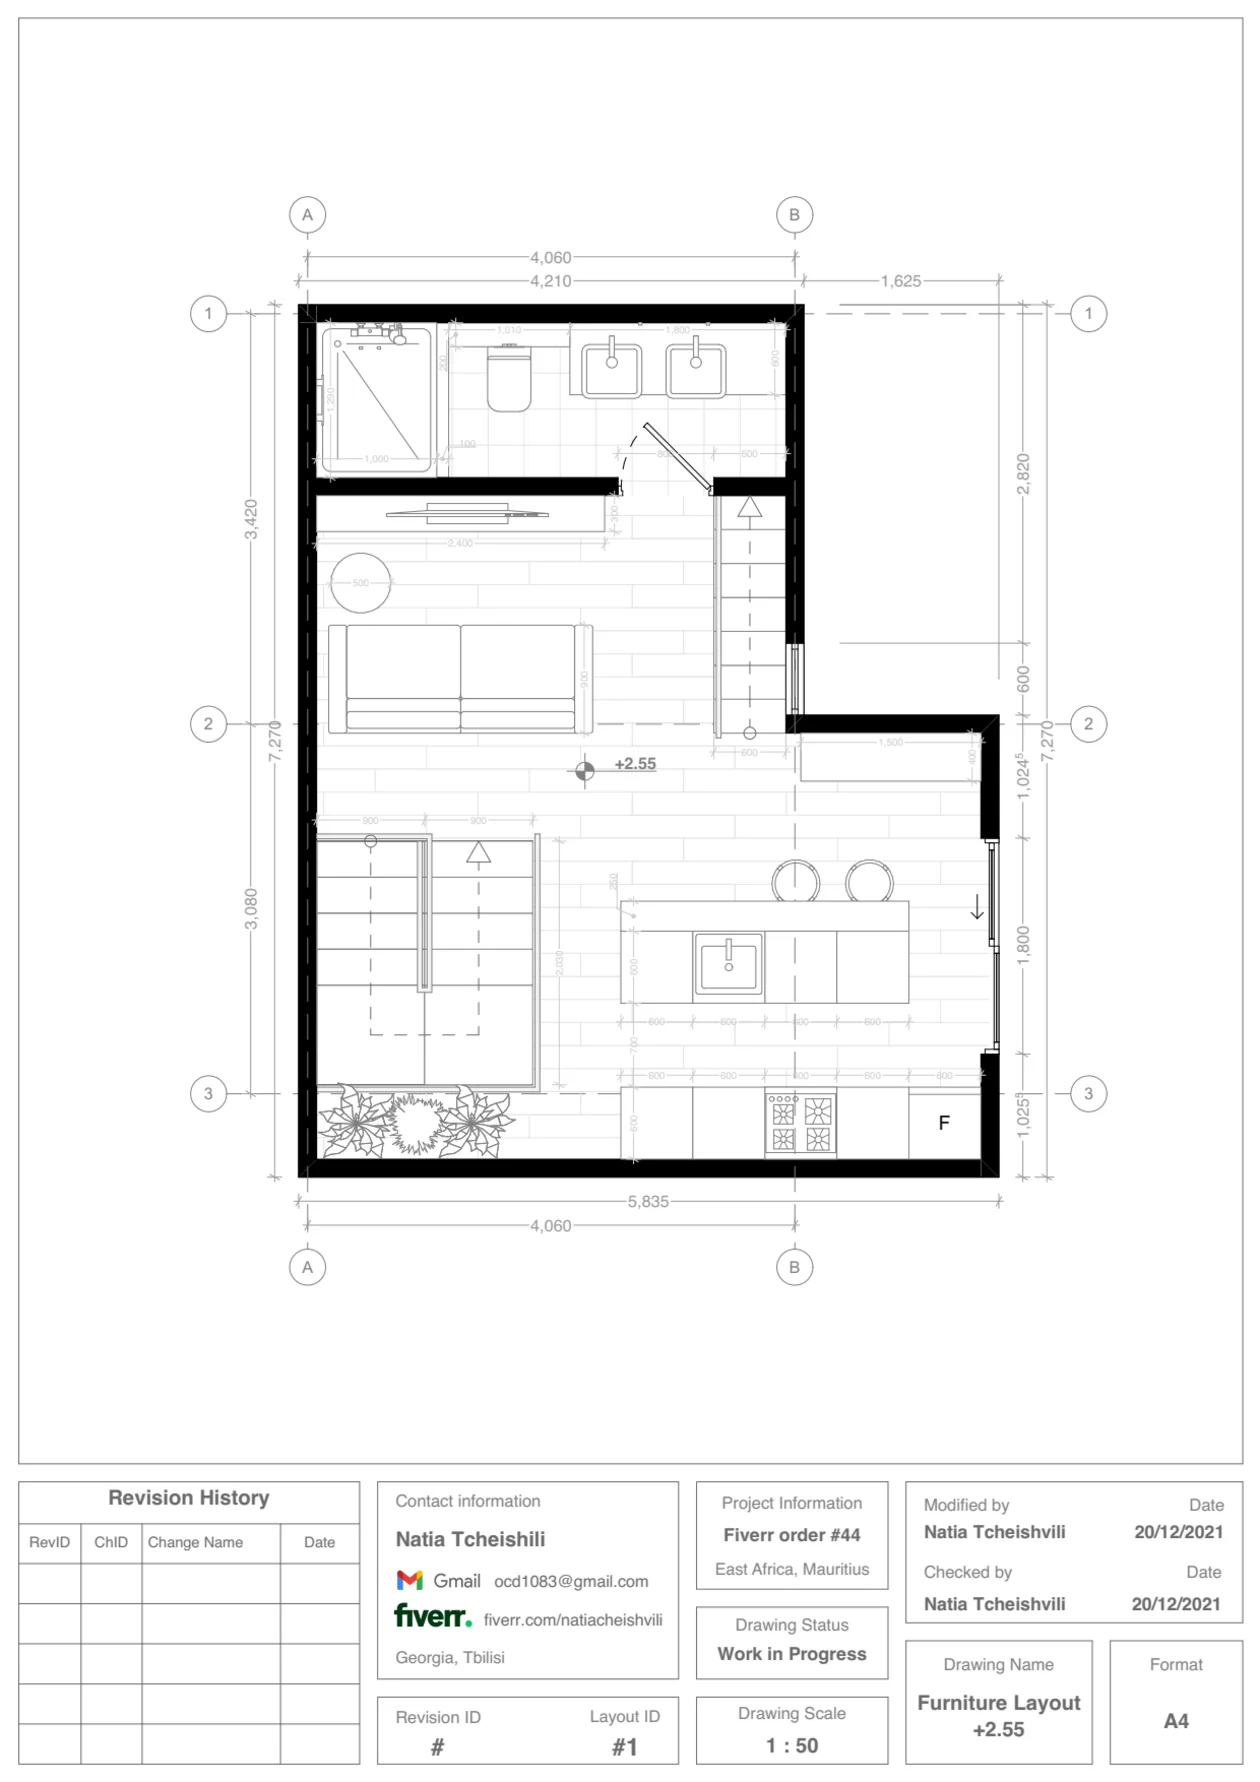 A
B
4,060
4,210
1,625
1
1
1,010
1,800
200
600
1,290
100
1,000
800
600
2,820
3,420
300
2,400
500
900
600
2
2
7,270
7,270
+2.55
600
1,500
400
1,024⁵
900
900
250
3,080
2,030
600
1,800
600
600
600
600
700
600
600
600
600
600
3
3
600
F
1,025⁵
5,835
4,060
A
B
Revision History
RevID
ChID
Change Name
Date
Contact information
Natia Tcheishili
Gmail ocd1083@gmail.com
fiverr. fiverr.com/natiacheishvili
Georgia, Tbilisi
Revision ID
Layout ID
#
#1
Project Information
Fiverr order #44
East Africa, Mauritius
Drawing Status
Work in Progress
Drawing Scale
1 : 50
Modified by
Date
Natia Tcheishvili
20/12/2021
Checked by
Date
Natia Tcheishvili
20/12/2021
Drawing Name
Furniture Layout
+2.55
Format
A4